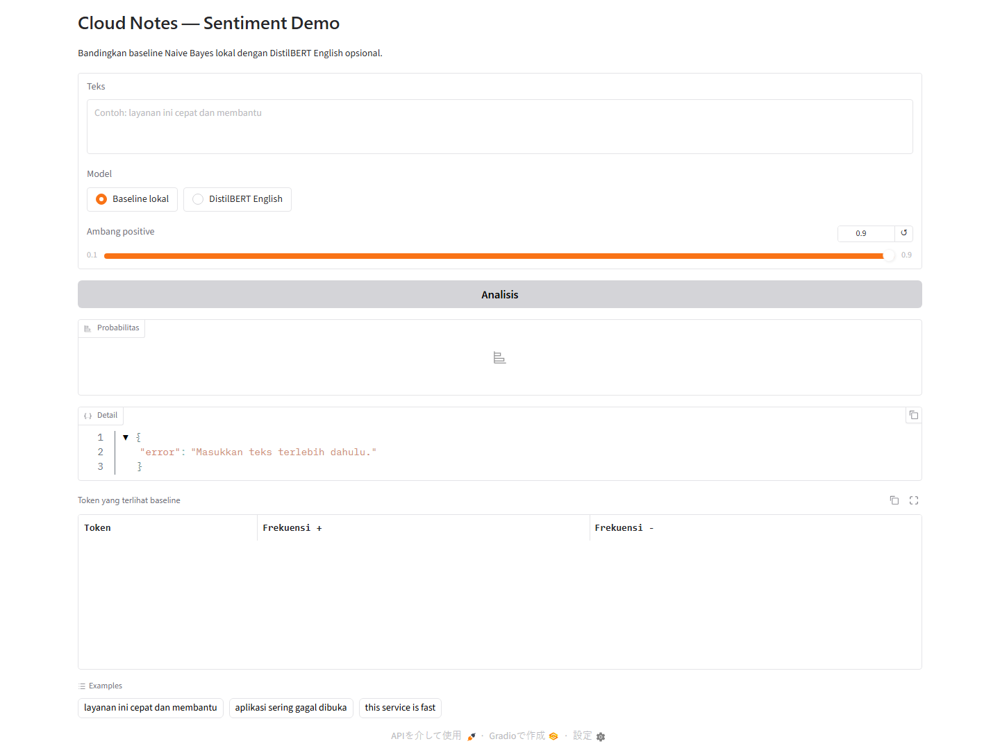 Cloud Notes — Sentiment Demo
Bandingkan baseline Naive Bayes lokal dengan DistilBERT English opsional.
Teks
Contoh: layanan ini cepat dan membantu
Model
Baseline lokal
DistilBERT English
Ambang positive
0.9
0.1
0.9
Analisis
Probabilitas
Detail
1 {
2 "error": "Masukkan teks terlebih dahulu."
3 }
Token yang terlihat baseline
Token Frekuensi + Frekuensi -
Examples
layanan ini cepat dan membantu
aplikasi sering gagal dibuka
this service is fast
APIを介して使用 · Gradioで作成 · 設定